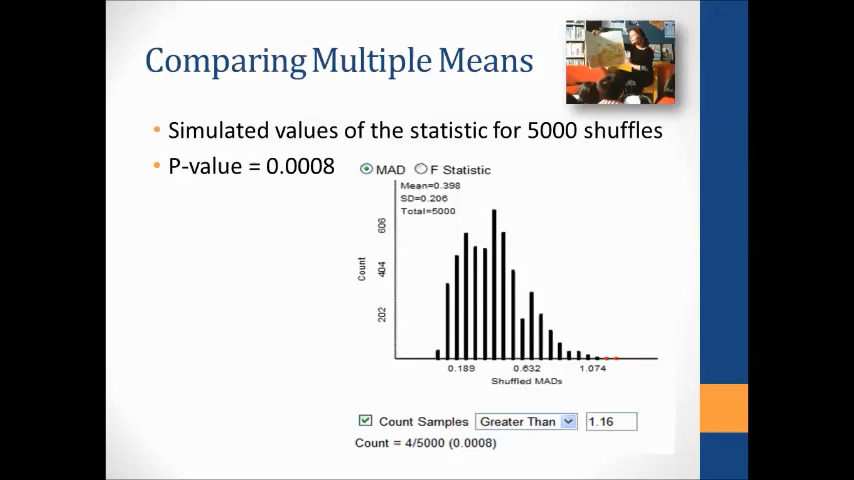 Comparing Multiple Means
• Simulated values of the statistic for 5000 shuffles
• P-value = 0.0008
MAD F Statistic
Mean=0.398
SD=0.206
Total=5000
606
404
202
Count
0.189 0.632 1.074
Shuffled MADs
Count Samples Greater Than 1.16
Count = 4/5000 (0.0008)